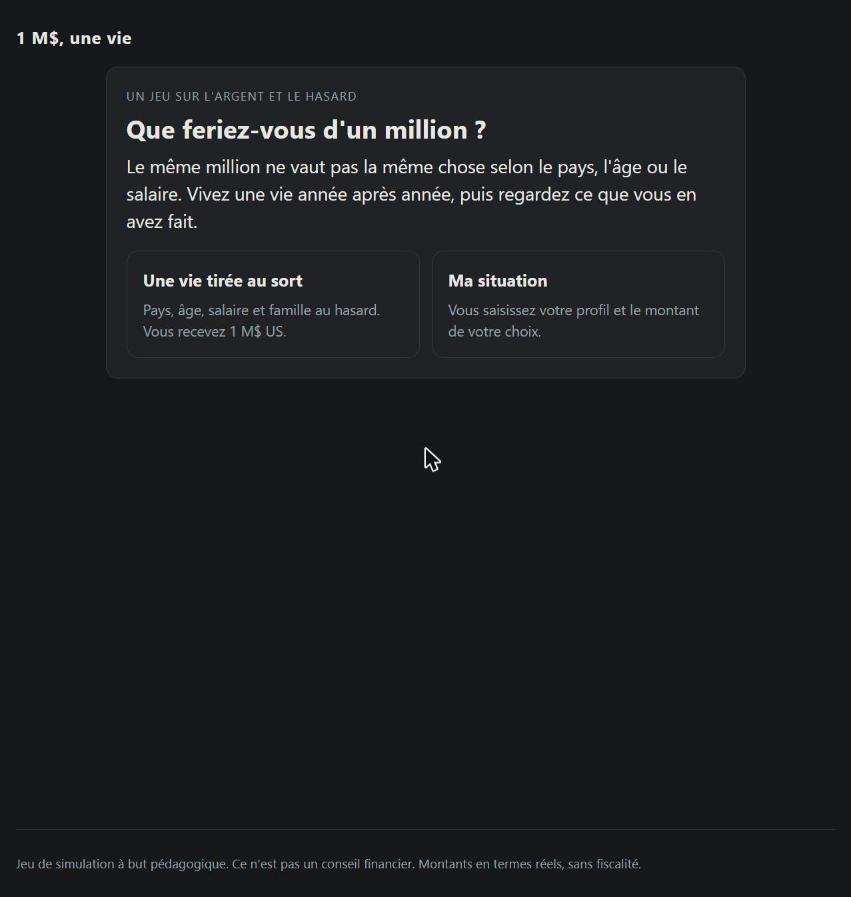 1 M$, une vie
UN JEU SUR L'ARGENT ET LE HASARD
Que feriez-vous d'un million ?
Le même million ne vaut pas la même chose selon le pays, l'âge ou le
salaire. Vivez une vie année après année, puis regardez ce que vous en
avez fait.
Une vie tirée au sort
Pays, âge, salaire et famille au hasard.
Vous recevez 1 M$ US.
Ma situation
Vous saisissez votre profil et le montant
de votre choix.
Jeu de simulation à but pédagogique. Ce n'est pas un conseil financier. Montants en termes réels, sans fiscalité.